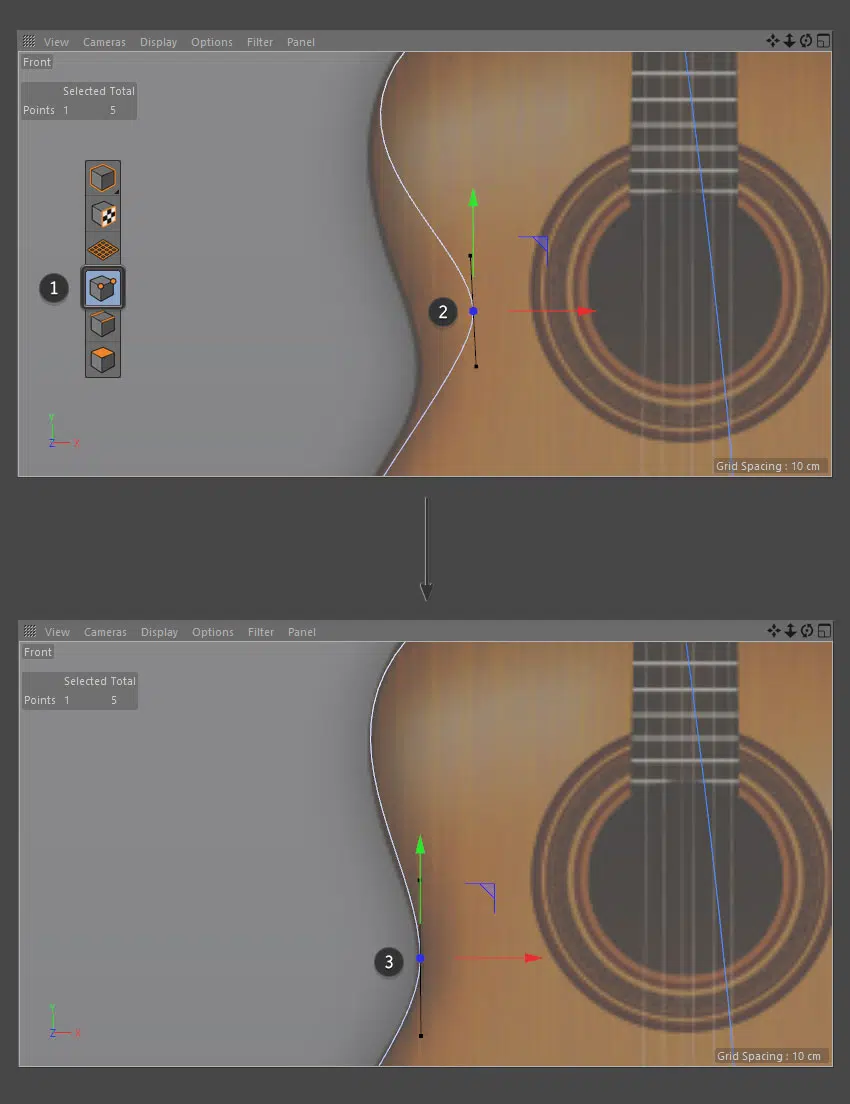 View Cameras Display Options Filter Panel
Front
Selected Total
Points 1 5
1
2
Y
Z X
Grid Spacing : 10 cm
View Cameras Display Options Filter Panel
Front
Selected Total
Points 1 5
3
Y
Z X
Grid Spacing : 10 cm